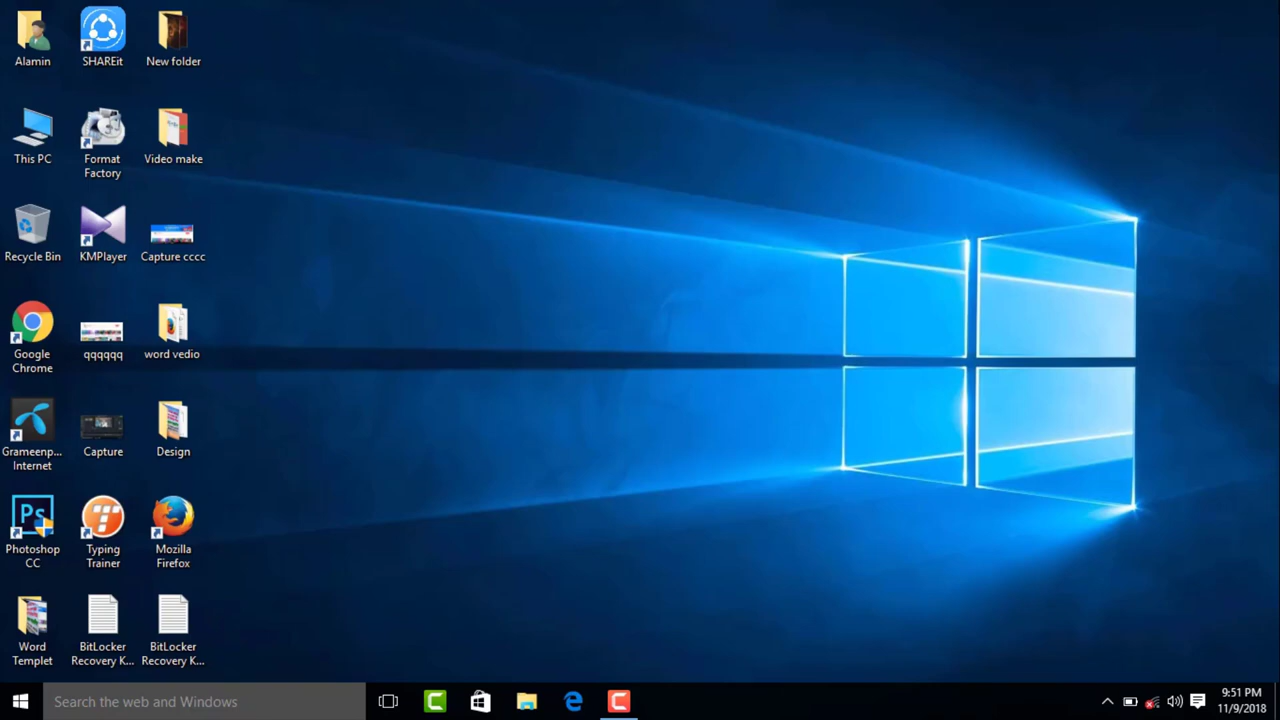 Alamin
SHAREit
New folder
This PC
Format
Factory
Video make
Recycle Bin
KMPlayer
Capture cccc
Google
Chrome
qqqqqq
word vedio
Grameenp...
Internet
Capture
Design
Ps
Photoshop
CC
Typing
Trainer
Mozilla
Firefox
Word
Templet
BitLocker
Recovery K...
BitLocker
Recovery K...
Search the web and Windows
9:51 PM
11/9/2018